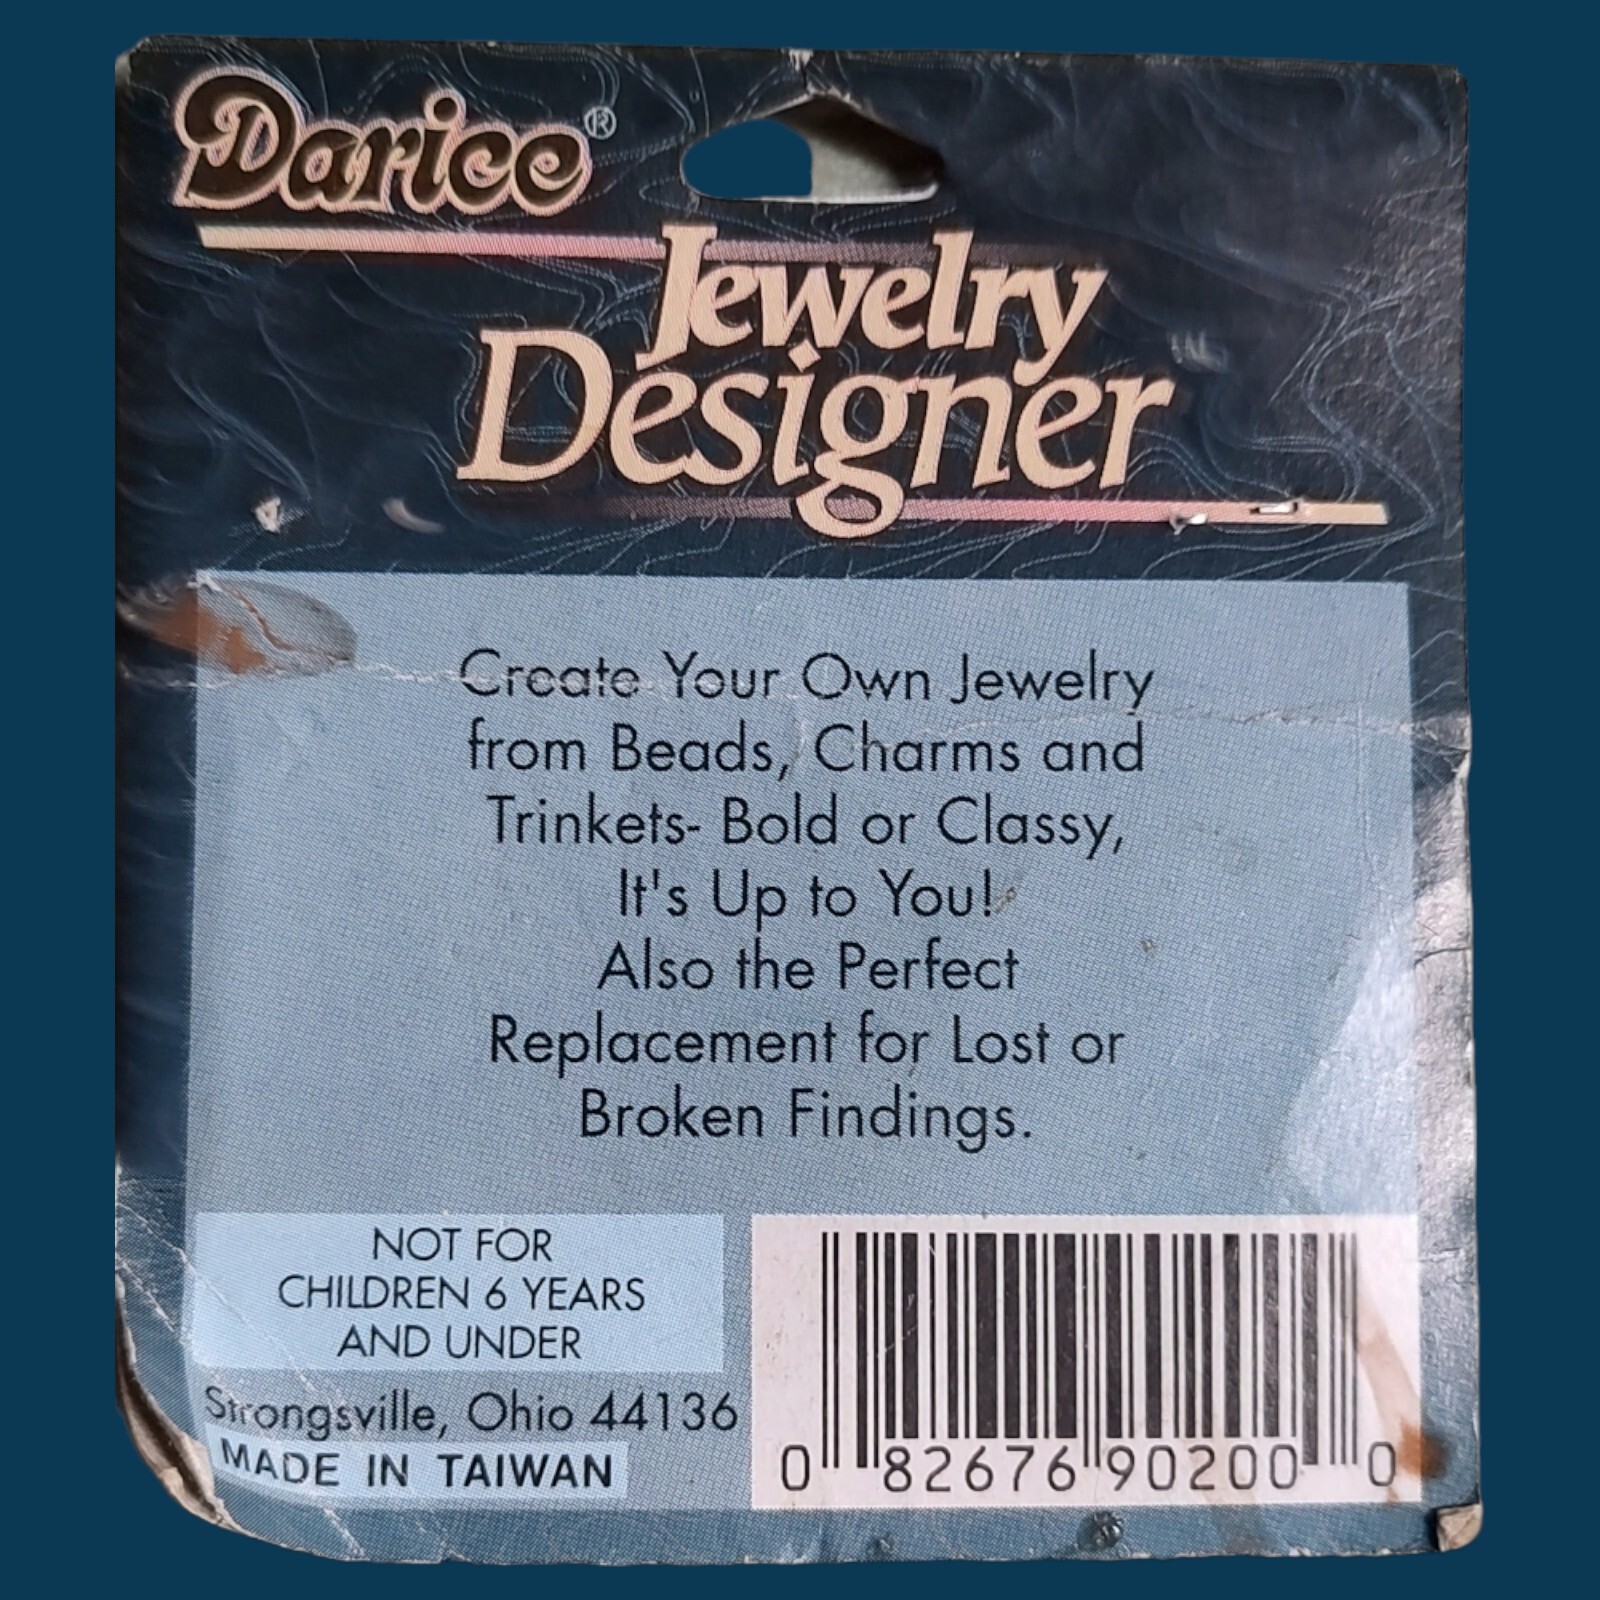 Darice®
Jewelry
Designer
Create Your Own Jewelry
from Beads, Charms and
Trinkets- Bold or Classy,
It's Up to You!
Also the Perfect
Replacement for Lost or
Broken Findings.
NOT FOR
CHILDREN 6 YEARS
AND UNDER
Strongsville, Ohio 44136
MADE IN TAIWAN
0 82676 90200 0